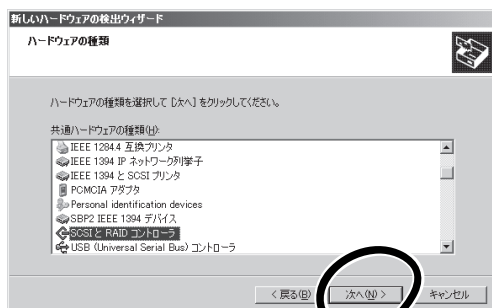 新しいハードウェアの検出ウィザード
ハードウェアの種類
ハードウェアの種類を選択して [次へ] をクリックしてください。
共通ハードウェアの種類(H):
IEEE 1284.4 互換プリンタ
IEEE 1394 IP ネットワーク列挙子
IEEE 1394 と SCSI プリンタ
PCMCIA アダプタ
Personal identification devices
SBP2 IEEE 1394 デバイス
SCSI と RAID コントローラ
USB (Universal Serial Bus) コントローラ
< 戻る(B) 次へ(N) > キャンセル